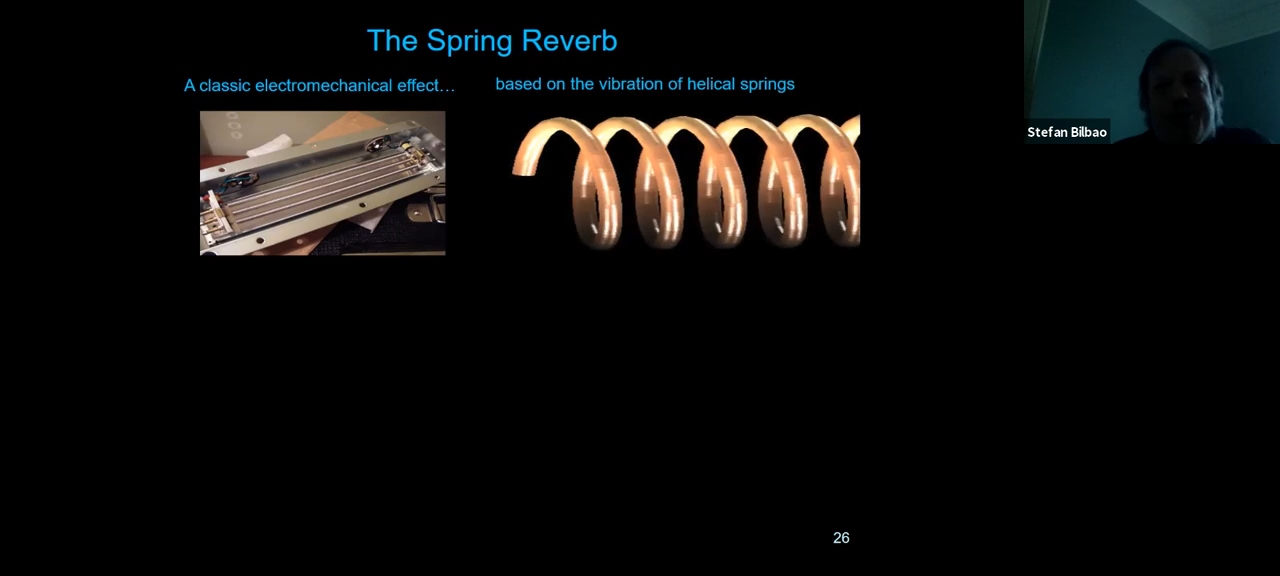 The Spring Reverb
A classic electromechanical effect…
based on the vibration of helical springs
Stefan Bilbao
26